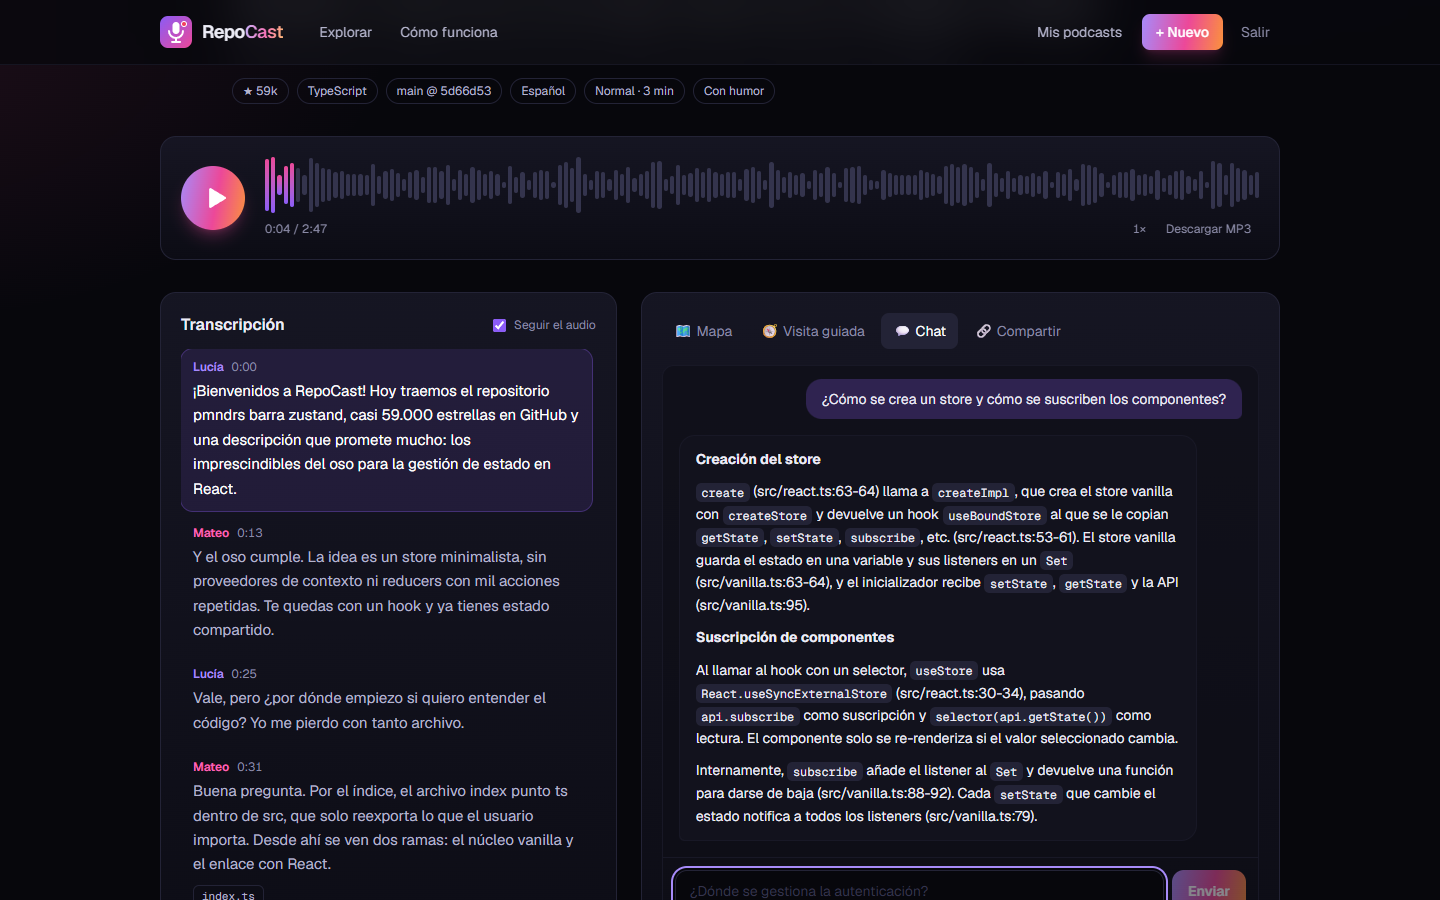 RepoCast
Explorar
Cómo funciona
Mis podcasts
+ Nuevo
Salir
★ 59k
TypeScript
main @ 5d66d53
Español
Normal · 3 min
Con humor
0:04 / 2:47
1×
Descargar MP3
Transcripción
Seguir el audio
Lucía 0:00
¡Bienvenidos a RepoCast! Hoy traemos el repositorio
pmndrs barra zustand, casi 59.000 estrellas en GitHub y
una descripción que promete mucho: los
imprescindibles del oso para la gestión de estado en
React.
Mateo 0:13
Y el oso cumple. La idea es un store minimalista, sin
proveedores de contexto ni reducers con mil acciones
repetidas. Te quedas con un hook y ya tienes estado
compartido.
Lucía 0:25
Vale, pero ¿por dónde empiezo si quiero entender el
código? Yo me pierdo con tanto archivo.
Mateo 0:31
Buena pregunta. Por el índice, el archivo index punto ts
dentro de src, que solo reexporta lo que el usuario
importa. Desde ahí se ven dos ramas: el núcleo vanilla y
el enlace con React.
index.ts
Mapa
Visita guiada
Chat
Compartir
¿Cómo se crea un store y cómo se suscriben los componentes?
Creación del store
create (src/react.ts:63-64) llama a createImpl, que crea el store vanilla
con createStore y devuelve un hook useBoundStore al que se le copian
getState, setState, subscribe, etc. (src/react.ts:53-61). El store vanilla
guarda el estado en una variable y sus listeners en un Set
(src/vanilla.ts:63-64), y el inicializador recibe setState, getState y la API
(src/vanilla.ts:95).
Suscripción de componentes
Al llamar al hook con un selector, useStore usa
React.useSyncExternalStore (src/react.ts:30-34), pasando
api.subscribe como suscripción y selector(api.getState()) como
lectura. El componente solo se re-renderiza si el valor seleccionado cambia.
Internamente, subscribe añade el listener al Set y devuelve una función
para darse de baja (src/vanilla.ts:88-92). Cada setState que cambie el
estado notifica a todos los listeners (src/vanilla.ts:79).
¿Dónde se gestiona la autenticación?
Enviar